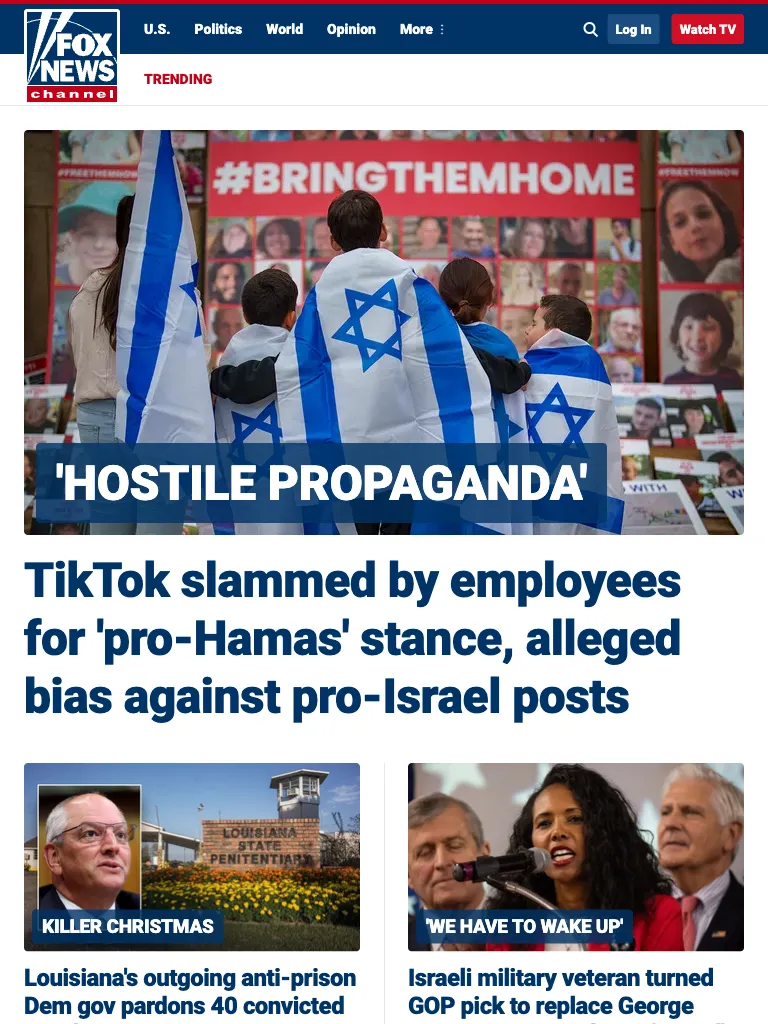 U.S. Politics World Opinion More Log In Watch TV
FOX
NEWS
channel
TRENDING
#BRINGTHEMHOME
#FREETHEMNOW
'HOSTILE PROPAGANDA'
WITH
TikTok slammed by employees
for 'pro-Hamas' stance, alleged
bias against pro-Israel posts
LOUISIANA
STATE
PENITENTIARY
KILLER CHRISTMAS
'WE HAVE TO WAKE UP'
Louisiana's outgoing anti-prison
Dem gov pardons 40 convicted
Israeli military veteran turned
GOP pick to replace George